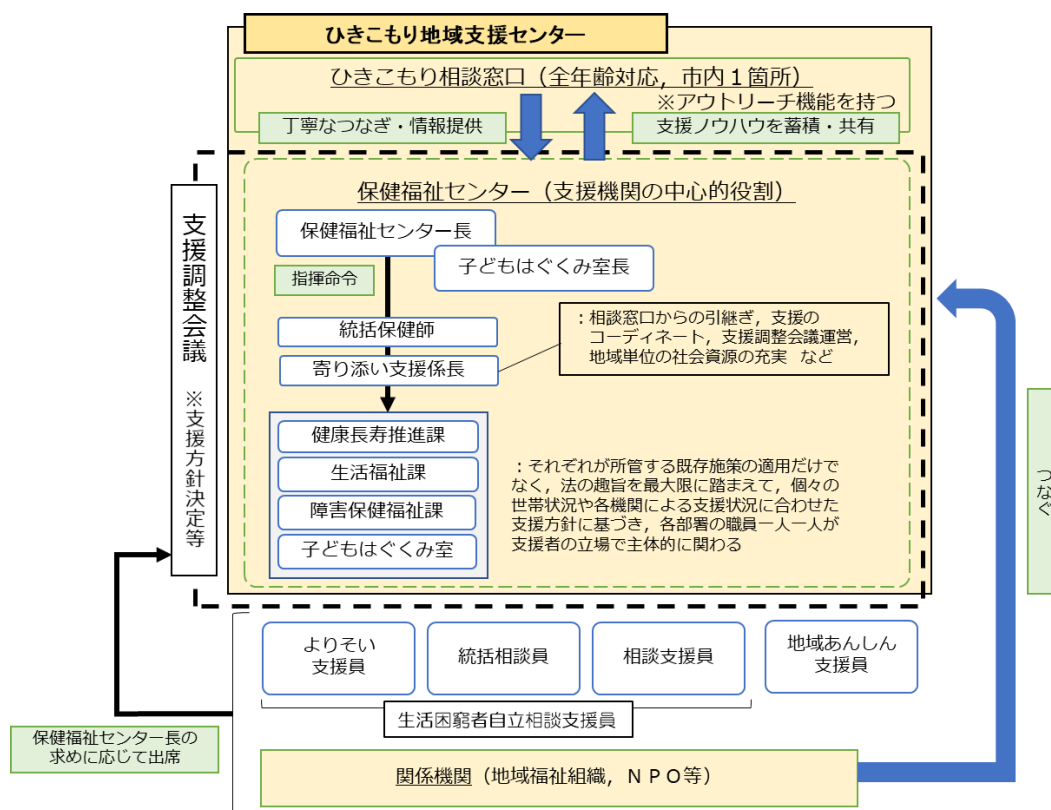 ひきこもり地域支援センター
ひきこもり相談窓口（全年齢対応，市内１箇所）
※アウトリーチ機能を持つ
丁寧なつなぎ・情報提供
支援ノウハウを蓄積・共有
支援調整会議　※支援方針決定等
保健福祉センター（支援機関の中心的役割）
保健福祉センター長
子どもはぐくみ室長
指揮命令
統括保健師
寄り添い支援係長
：相談窓口からの引継ぎ，支援の
コーディネート，支援調整会議運営，
地域単位の社会資源の充実　など
健康長寿推進課
生活福祉課
障害保健福祉課
子どもはぐくみ室
：それぞれが所管する既存施策の適用だけで
なく，法の趣旨を最大限に踏まえて，個々の
世帯状況や各機関による支援状況に合わせた
支援方針に基づき，各部署の職員一人一人が
支援者の立場で主体的に関わる
つなぐ
よりそい
支援員
統括相談員
相談支援員
地域あんしん
支援員
生活困窮者自立相談支援員
保健福祉センター長の
求めに応じて出席
関係機関（地域福祉組織，ＮＰＯ等）